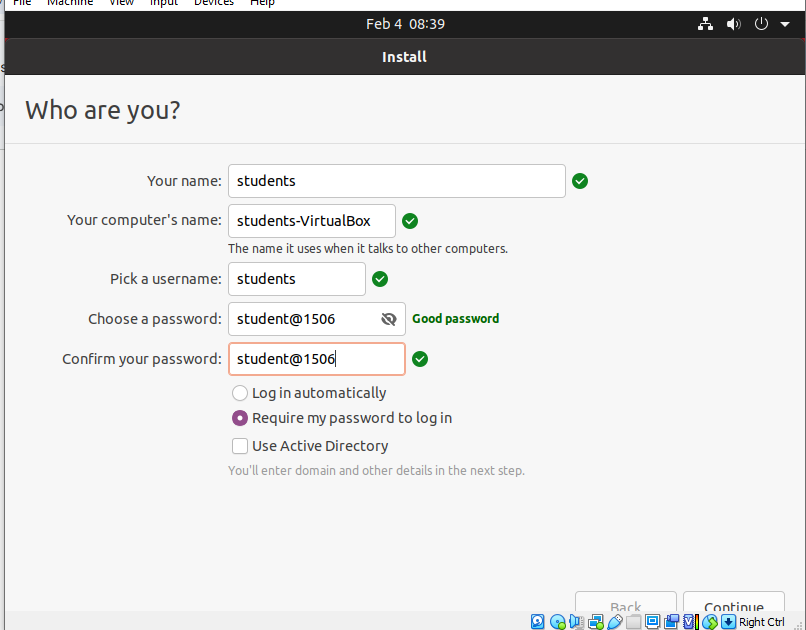 File Machine View Input Devices Help
Feb 4 08:39
Install
Who are you?
Your name: students
Your computer's name: students-VirtualBox
The name it uses when it talks to other computers.
Pick a username: students
Choose a password: student@1506 Good password
Confirm your password: student@1506
Log in automatically
Require my password to log in
Use Active Directory
You'll enter domain and other details in the next step.
Back Continue
Right Ctrl